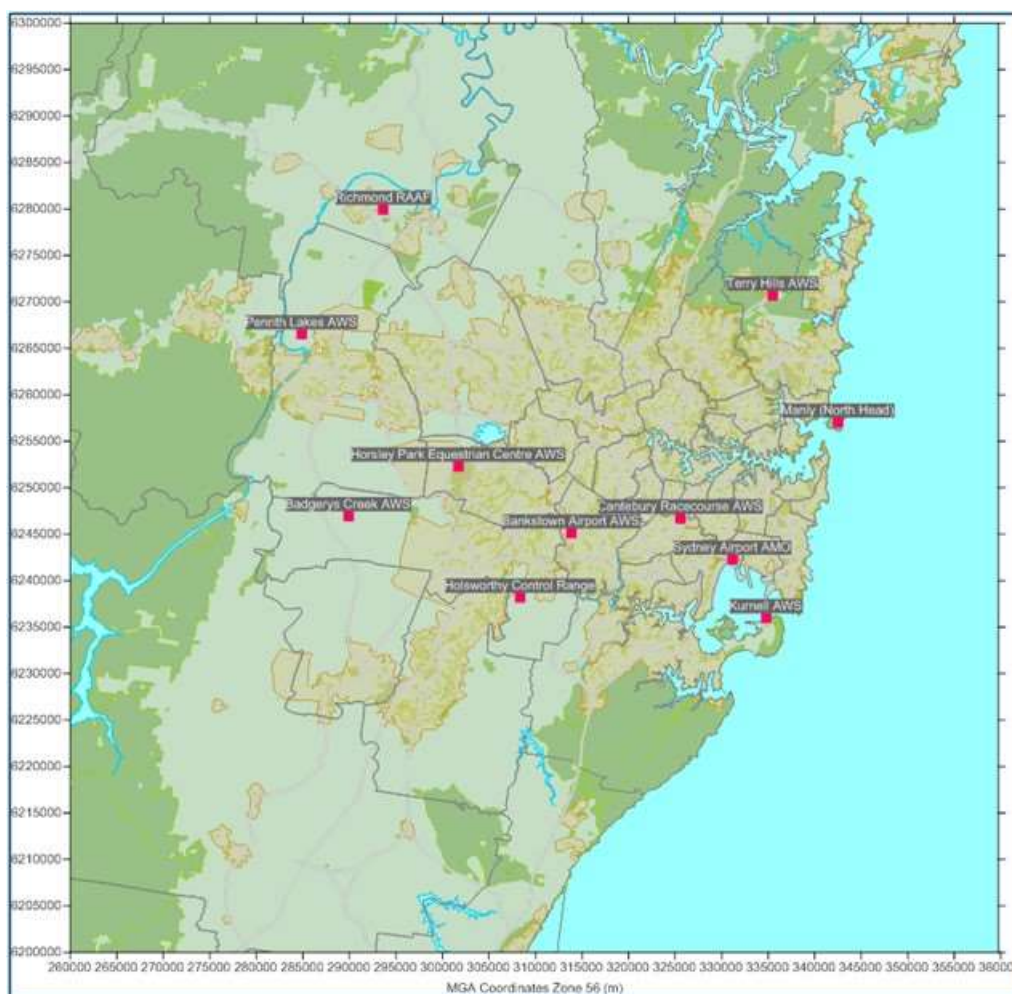 6300000
6295000
6290000
6285000
6280000
6275000
6270000
6265000
6260000
6255000
6250000
6245000
6240000
6235000
6230000
6225000
6220000
6215000
6210000
6205000
6200000
Richmond RAAF
Terry Hills AWS
Penrith Lakes AWS
Manly (North Head)
Horsley Park Equestrian Centre AWS
Badgerys Creek AWS
Cantebury Racecourse AWS
Bankstown Airport AWS
Sydney Airport AMO
Holsworthy Control Range
Kurnell AWS
260000 265000 270000 275000 280000 285000 290000 295000 300000 305000 310000 315000 320000 325000 330000 335000 340000 345000 350000 355000 360000
MGA Coordinates Zone 56 (m)